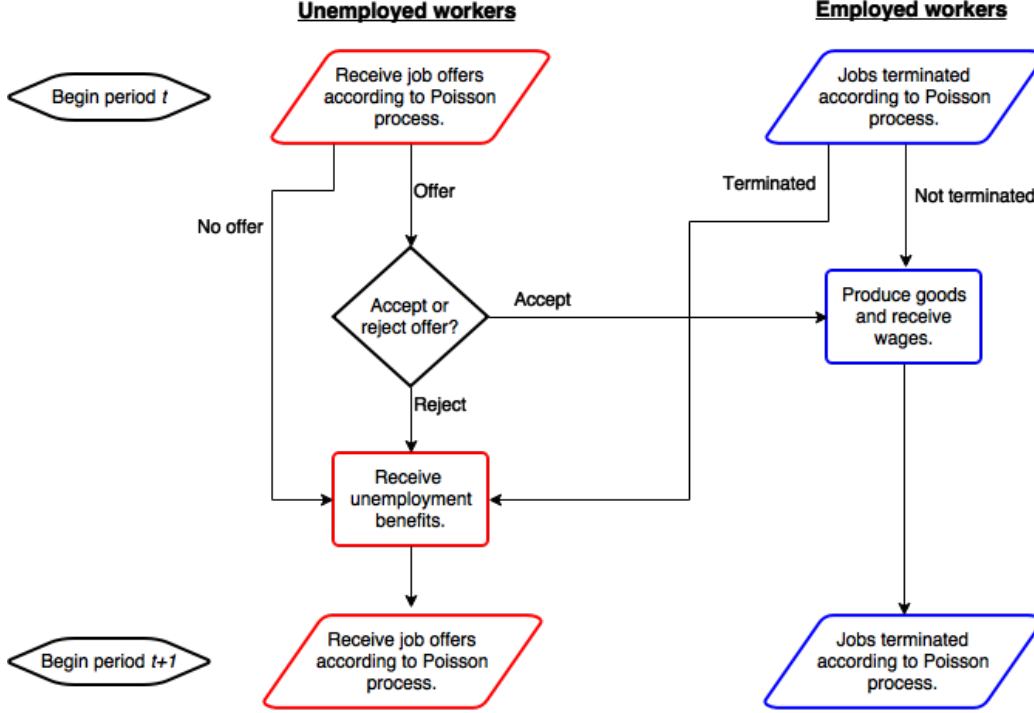 Unemployed workers
Employed workers
Begin period t
Receive job offers
according to Poisson
process.
Jobs terminated
according to Poisson
process.
No offer
Offer
Terminated
Not terminated
Accept or
reject offer?
Accept
Produce goods
and receive
wages.
Reject
Receive
unemployment
benefits.
Begin period t+1
Receive job offers
according to Poisson
process.
Jobs terminated
according to Poisson
process.